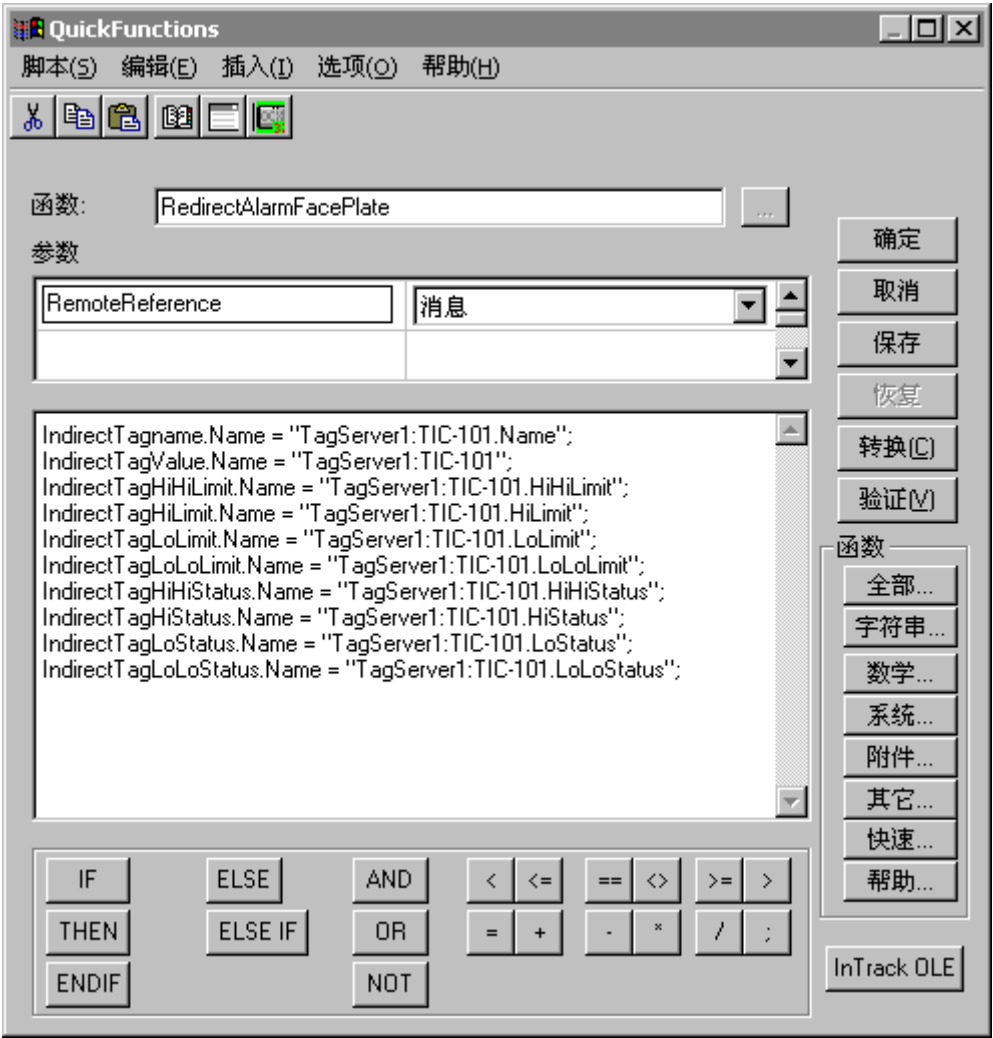 QuickFunctions
脚本(S) 编辑(E) 插入(I) 选项(O) 帮助(H)
函数: RedirectAlarmFacePlate ...
参数
RemoteReference 消息
IndirectTagname.Name = "TagServer1:TIC-101.Name";
IndirectTagValue.Name = "TagServer1:TIC-101";
IndirectTagHiHiLimit.Name = "TagServer1:TIC-101.HiHiLimit";
IndirectTagHiLimit.Name = "TagServer1:TIC-101.HiLimit";
IndirectTagLoLimit.Name = "TagServer1:TIC-101.LoLimit";
IndirectTagLoLoLimit.Name = "TagServer1:TIC-101.LoLoLimit";
IndirectTagHiHiStatus.Name = "TagServer1:TIC-101.HiHiStatus";
IndirectTagHiStatus.Name = "TagServer1:TIC-101.HiStatus";
IndirectTagLoStatus.Name = "TagServer1:TIC-101.LoStatus";
IndirectTagLoLoStatus.Name = "TagServer1:TIC-101.LoLoStatus";
确定
取消
保存
恢复
转换(C)
验证(V)
函数
全部...
字符串...
数学...
系统...
附件...
其它...
快速...
帮助...
IF ELSE AND < <= == <> >= >
THEN ELSE IF OR = + - * / ;
ENDIF NOT
InTrack OLE